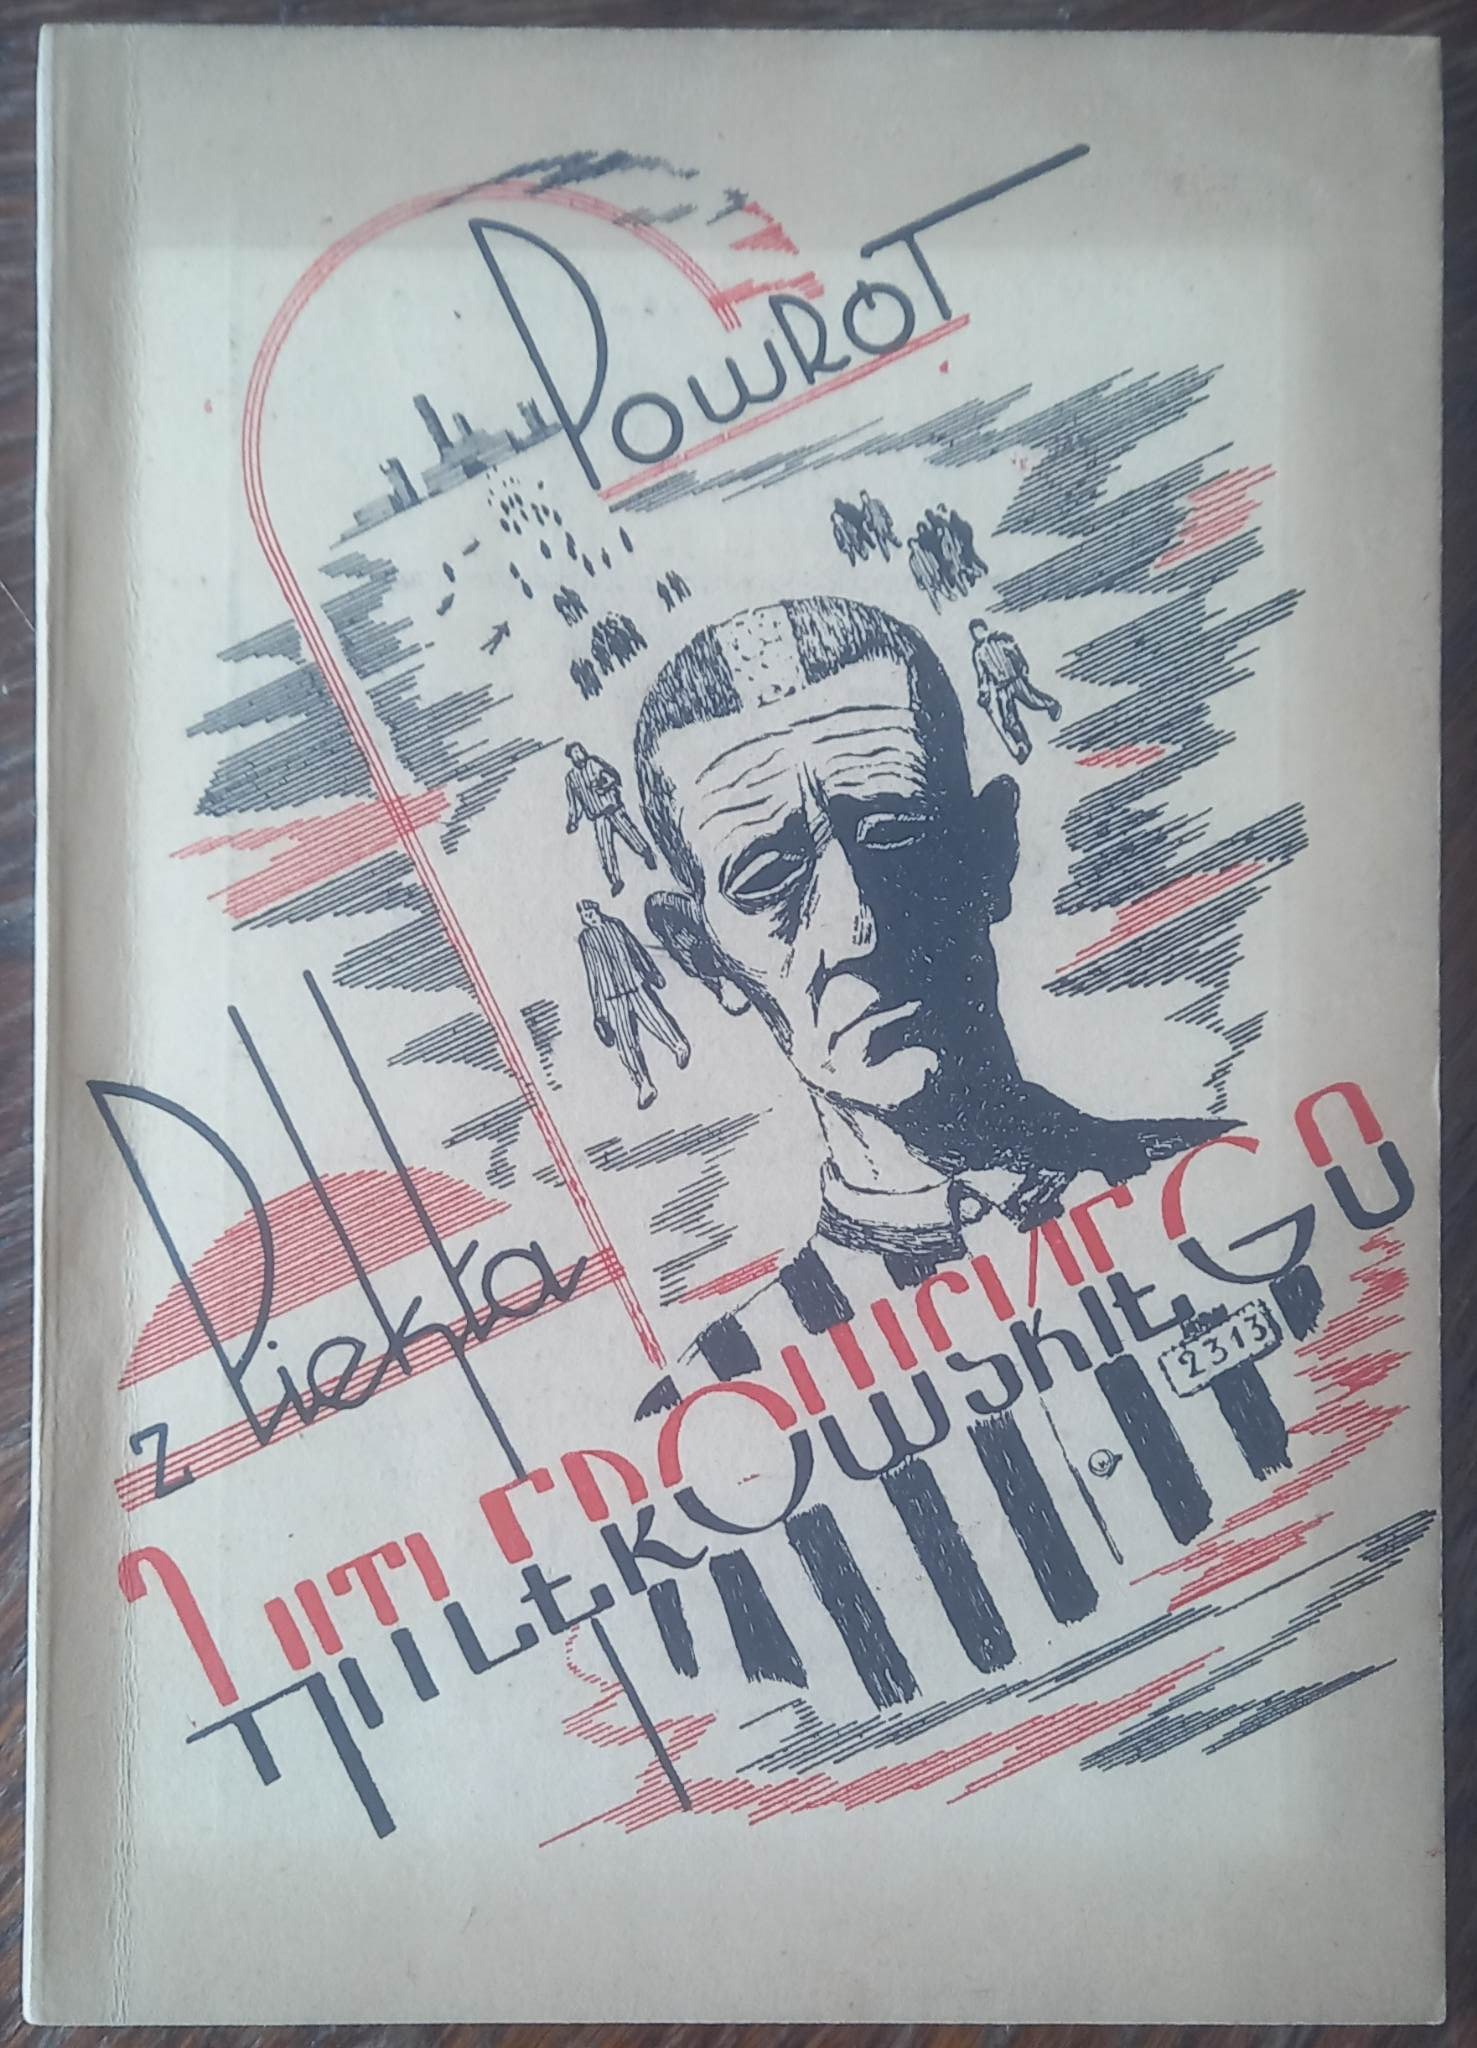 Powrót
z Piekła
Hitlerowskiego
2313